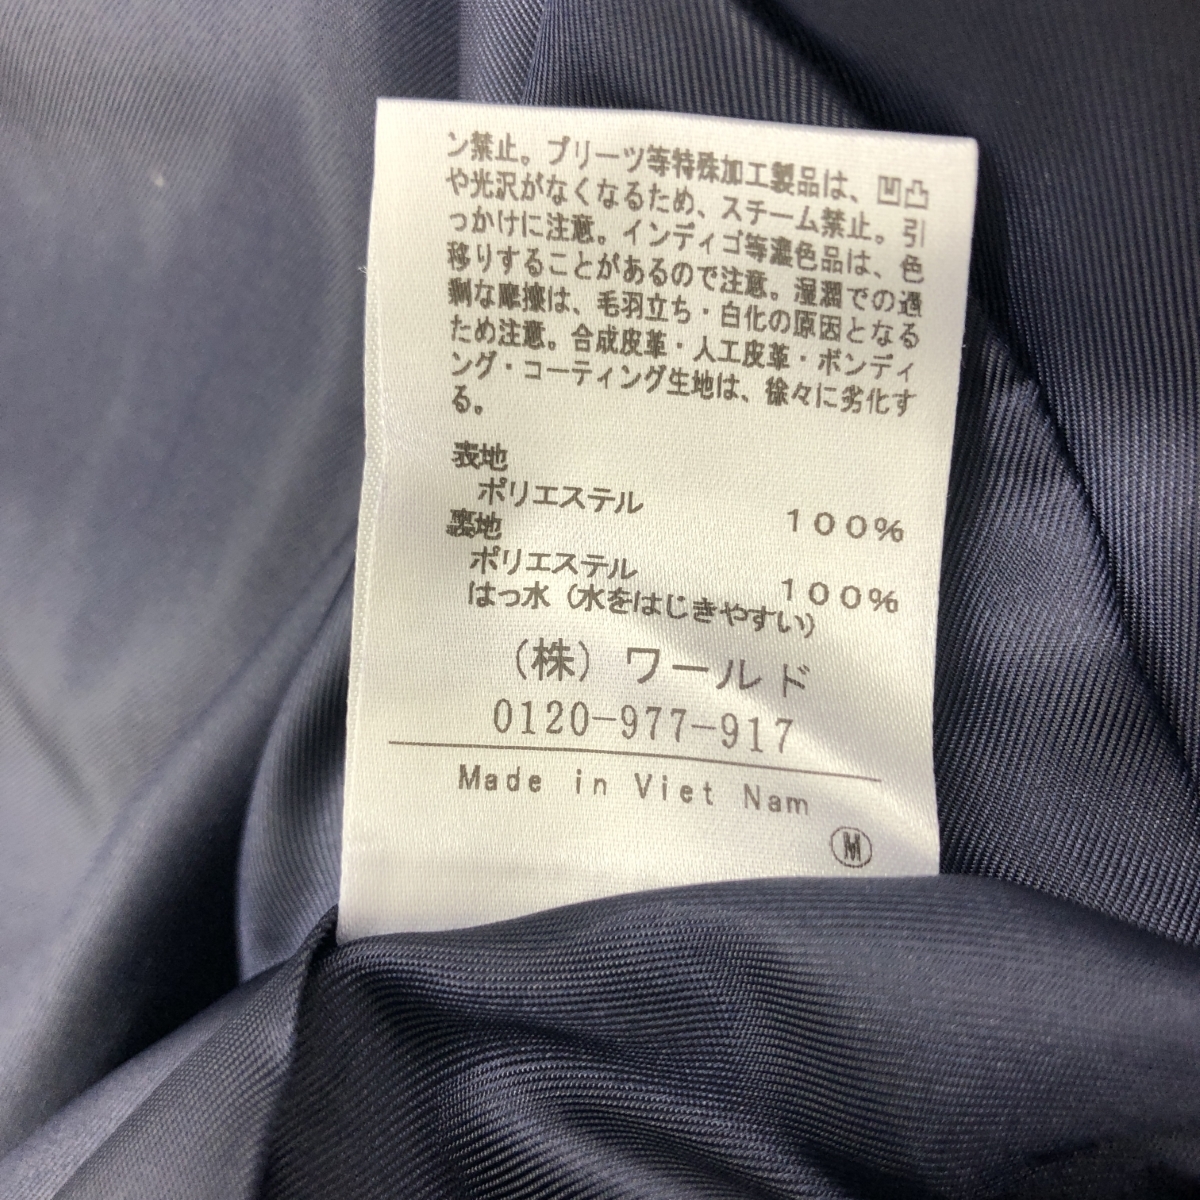 ン禁止。プリーツ等特殊加工製品は、凹凸
や光沢がなくなるため、スチーム禁止。引
っかけに注意。インディゴ等濃色品は、色
移りすることがあるので注意。湿潤での過
剰な摩擦は、毛羽立ち・白化の原因となる
ため注意。合成皮革・人工皮革・ボンディ
ング・コーティング生地は、徐々に劣化す
る。
表地
ポリエステル 100%
裏地
ポリエステル 100%
はっ水(水をはじきやすい)
(株)ワールド
0120-977-917
Made in Viet Nam
M